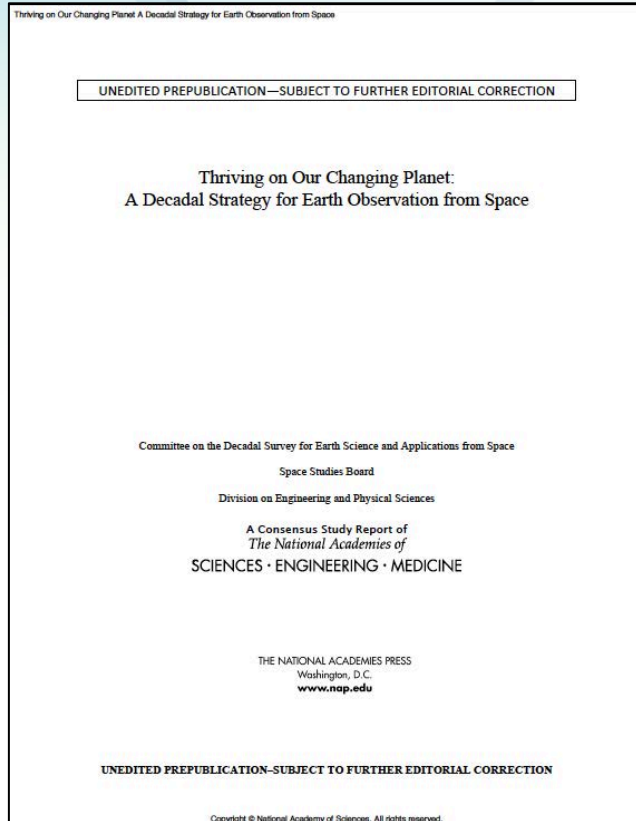 Thriving on Our Changing Planet A Decadal Strategy for Earth Observation from Space
UNEDITED PREPUBLICATION—SUBJECT TO FURTHER EDITORIAL CORRECTION
Thriving on Our Changing Planet:
A Decadal Strategy for Earth Observation from Space
Committee on the Decadal Survey for Earth Science and Applications from Space
Space Studies Board
Division on Engineering and Physical Sciences
A Consensus Study Report of
The National Academies of
SCIENCES · ENGINEERING · MEDICINE
THE NATIONAL ACADEMIES PRESS
Washington, D.C.
www.nap.edu
UNEDITED PREPUBLICATION–SUBJECT TO FURTHER EDITORIAL CORRECTION
Copyright © National Academy of Sciences. All rights reserved.